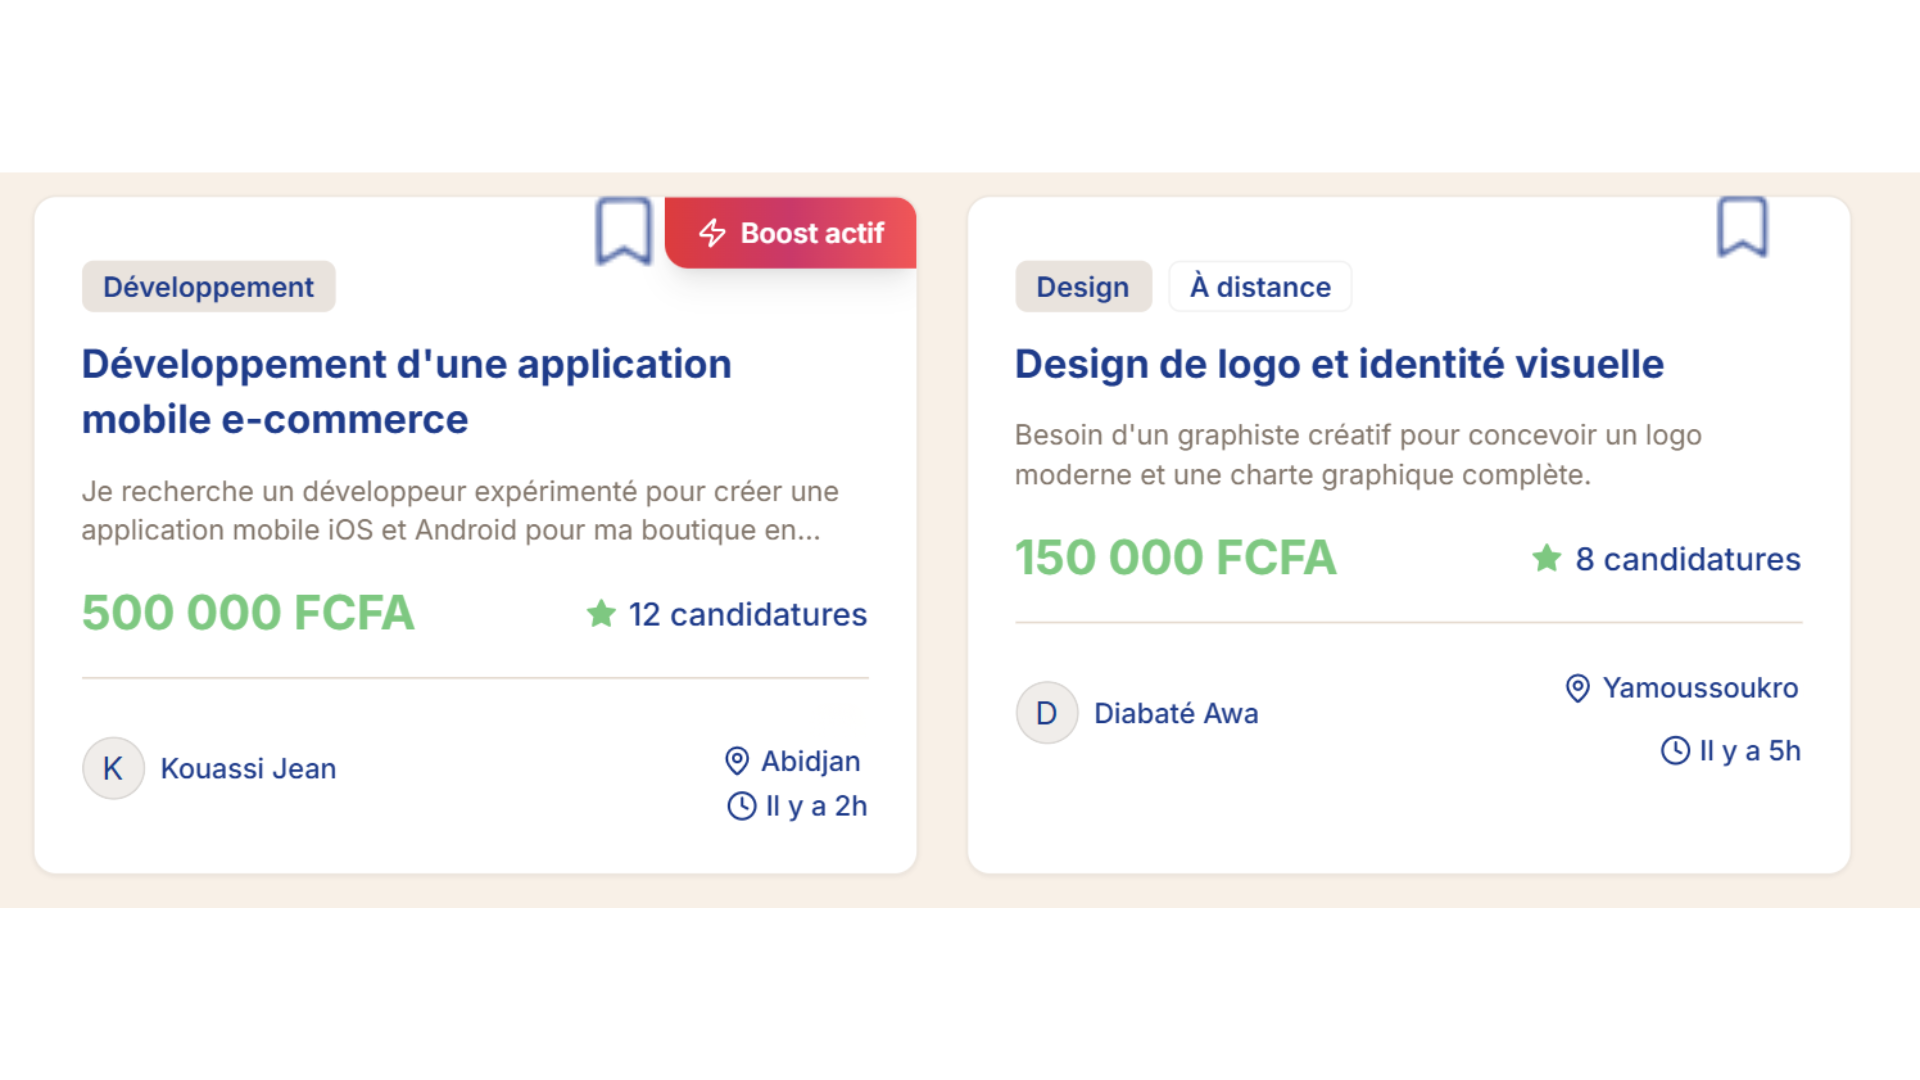 Boost actif
Développement
Développement d'une application
mobile e-commerce
Je recherche un développeur expérimenté pour créer une
application mobile iOS et Android pour ma boutique en...
500 000 FCFA
12 candidatures
K
Kouassi Jean
Abidjan
Il y a 2h
Design
À distance
Design de logo et identité visuelle
Besoin d'un graphiste créatif pour concevoir un logo
moderne et une charte graphique complète.
150 000 FCFA
8 candidatures
D
Diabaté Awa
Yamoussoukro
Il y a 5h